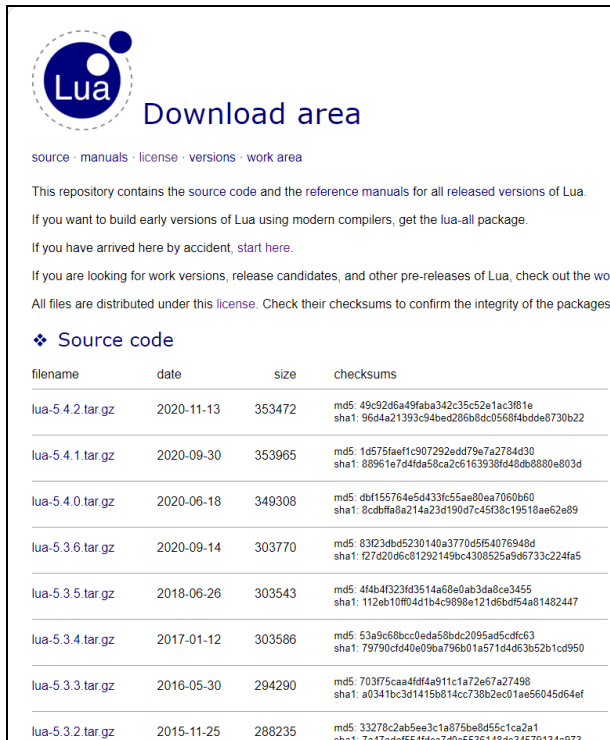 Lua
Download area
source · manuals · license · versions · work area
This repository contains the source code and the reference manuals for all released versions of Lua.
If you want to build early versions of Lua using modern compilers, get the lua-all package.
If you have arrived here by accident, start here.
If you are looking for work versions, release candidates, and other pre-releases of Lua, check out the wo
All files are distributed under this license. Check their checksums to confirm the integrity of the packages
❖ Source code
filename date size checksums
lua-5.4.2.tar.gz 2020-11-13 353472 md5: 49c92d6a49faba342c35c52e1ac3f81e
sha1: 96d4a21393c94bed286b8dc0568f4bdde8730b22
lua-5.4.1.tar.gz 2020-09-30 353965 md5: 1d575faef1c907292edd79e7a2784d30
sha1: 88961e7d4fda58ca2c6163938fd48db8880e803d
lua-5.4.0.tar.gz 2020-06-18 349308 md5: dbf155764e5d433fc55ae80ea7060b60
sha1: 8cdbffa8a214a23d190d7c45f38c19518ae62e89
lua-5.3.6.tar.gz 2020-09-14 303770 md5: 83f23dbd5230140a3770d5f54076948d
sha1: f27d20d6c81292149bc4308525a9d6733c224fa5
lua-5.3.5.tar.gz 2018-06-26 303543 md5: 4f4b4f323fd3514a68e0ab3da8ce3455
sha1: 112eb10ff04d1b4c9898e121d6bdf54a81482447
lua-5.3.4.tar.gz 2017-01-12 303586 md5: 53a9c68bcc0eda58bdc2095ad5cdfc63
sha1: 79790cfd40e09ba796b01a571d4d63b52b1cd950
lua-5.3.3.tar.gz 2016-05-30 294290 md5: 703f75caa4fdf4a911c1a72e67a27498
sha1: a0341bc3d1415b814cc738b2ec01ae56045d64ef
lua-5.3.2.tar.gz 2015-11-25 288235 md5: 33278c2ab5ee3c1a875be8d55c1ca2a1